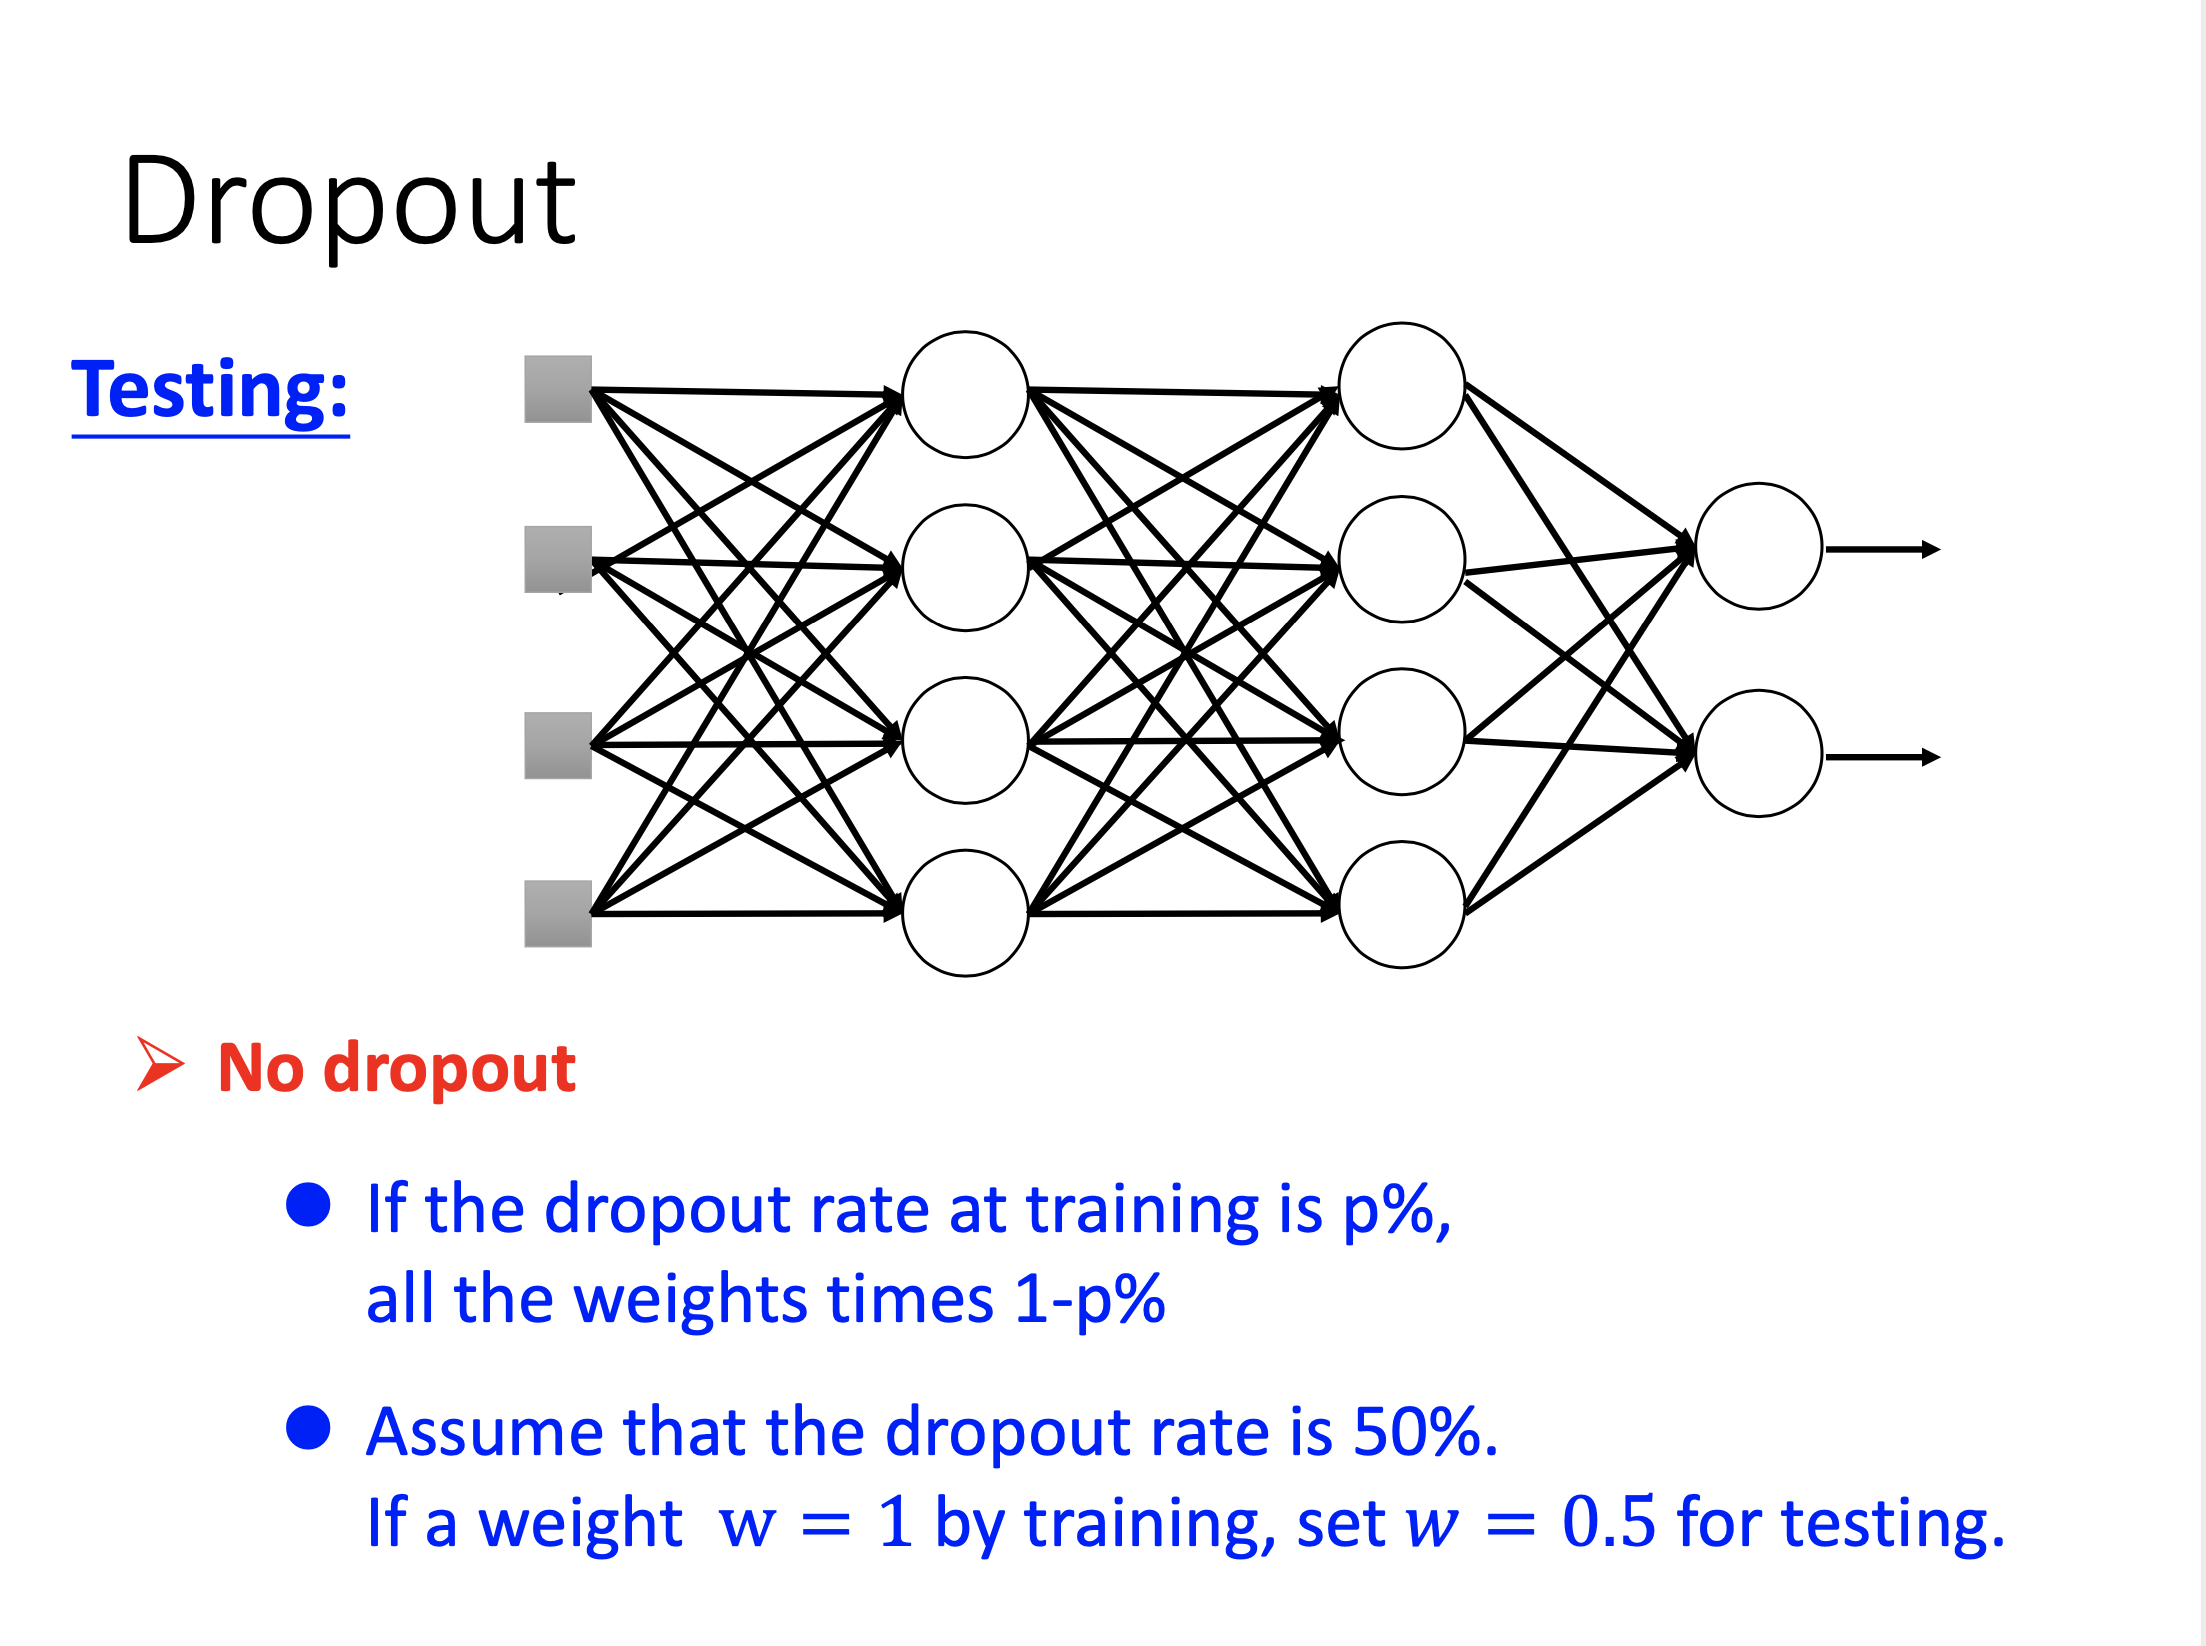 Dropout
Testing:
No dropout
If the dropout rate at training is p%,
all the weights times 1-p%
Assume that the dropout rate is 50%.
If a weight w = 1 by training, set w = 0.5 for testing.